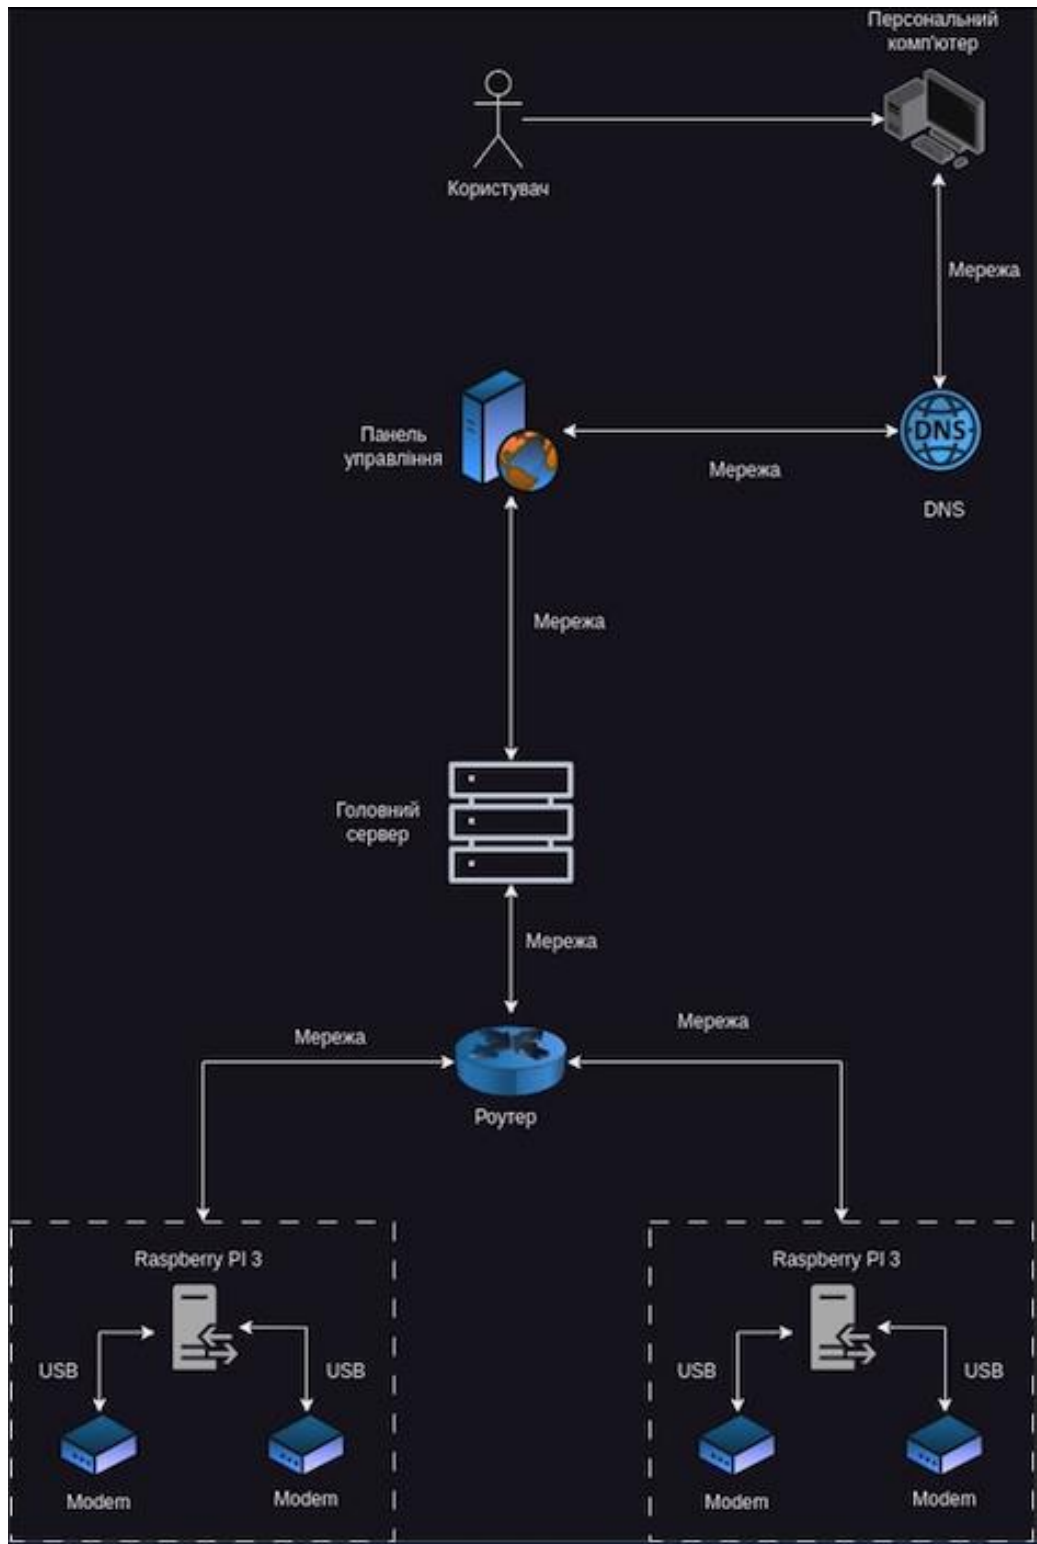 Персональний
комп'ютер
Користувач
Мережа
Панель
управління
DNS
Мережа
DNS
Мережа
Головний
сервер
Мережа
Мережа
Мережа
Роутер
Raspberry PI 3
Raspberry PI 3
USB
USB
USB
USB
Modem
Modem
Modem
Modem